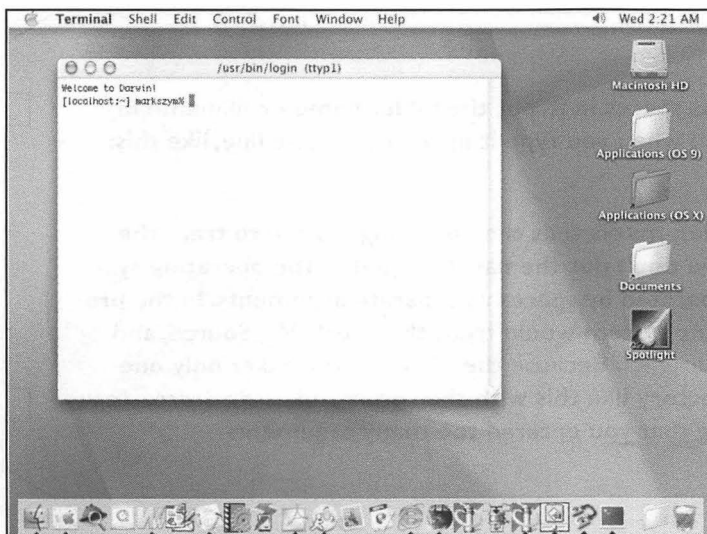 Terminal Shell Edit Control Font Window Help Wed 2:21 AM
/usr/bin/login (ttyp1)
Welcome to Darwin!
[localhost:~] markszym%
Macintosh HD
Applications (OS 9)
Applications (OS X)
Documents
Spotlight